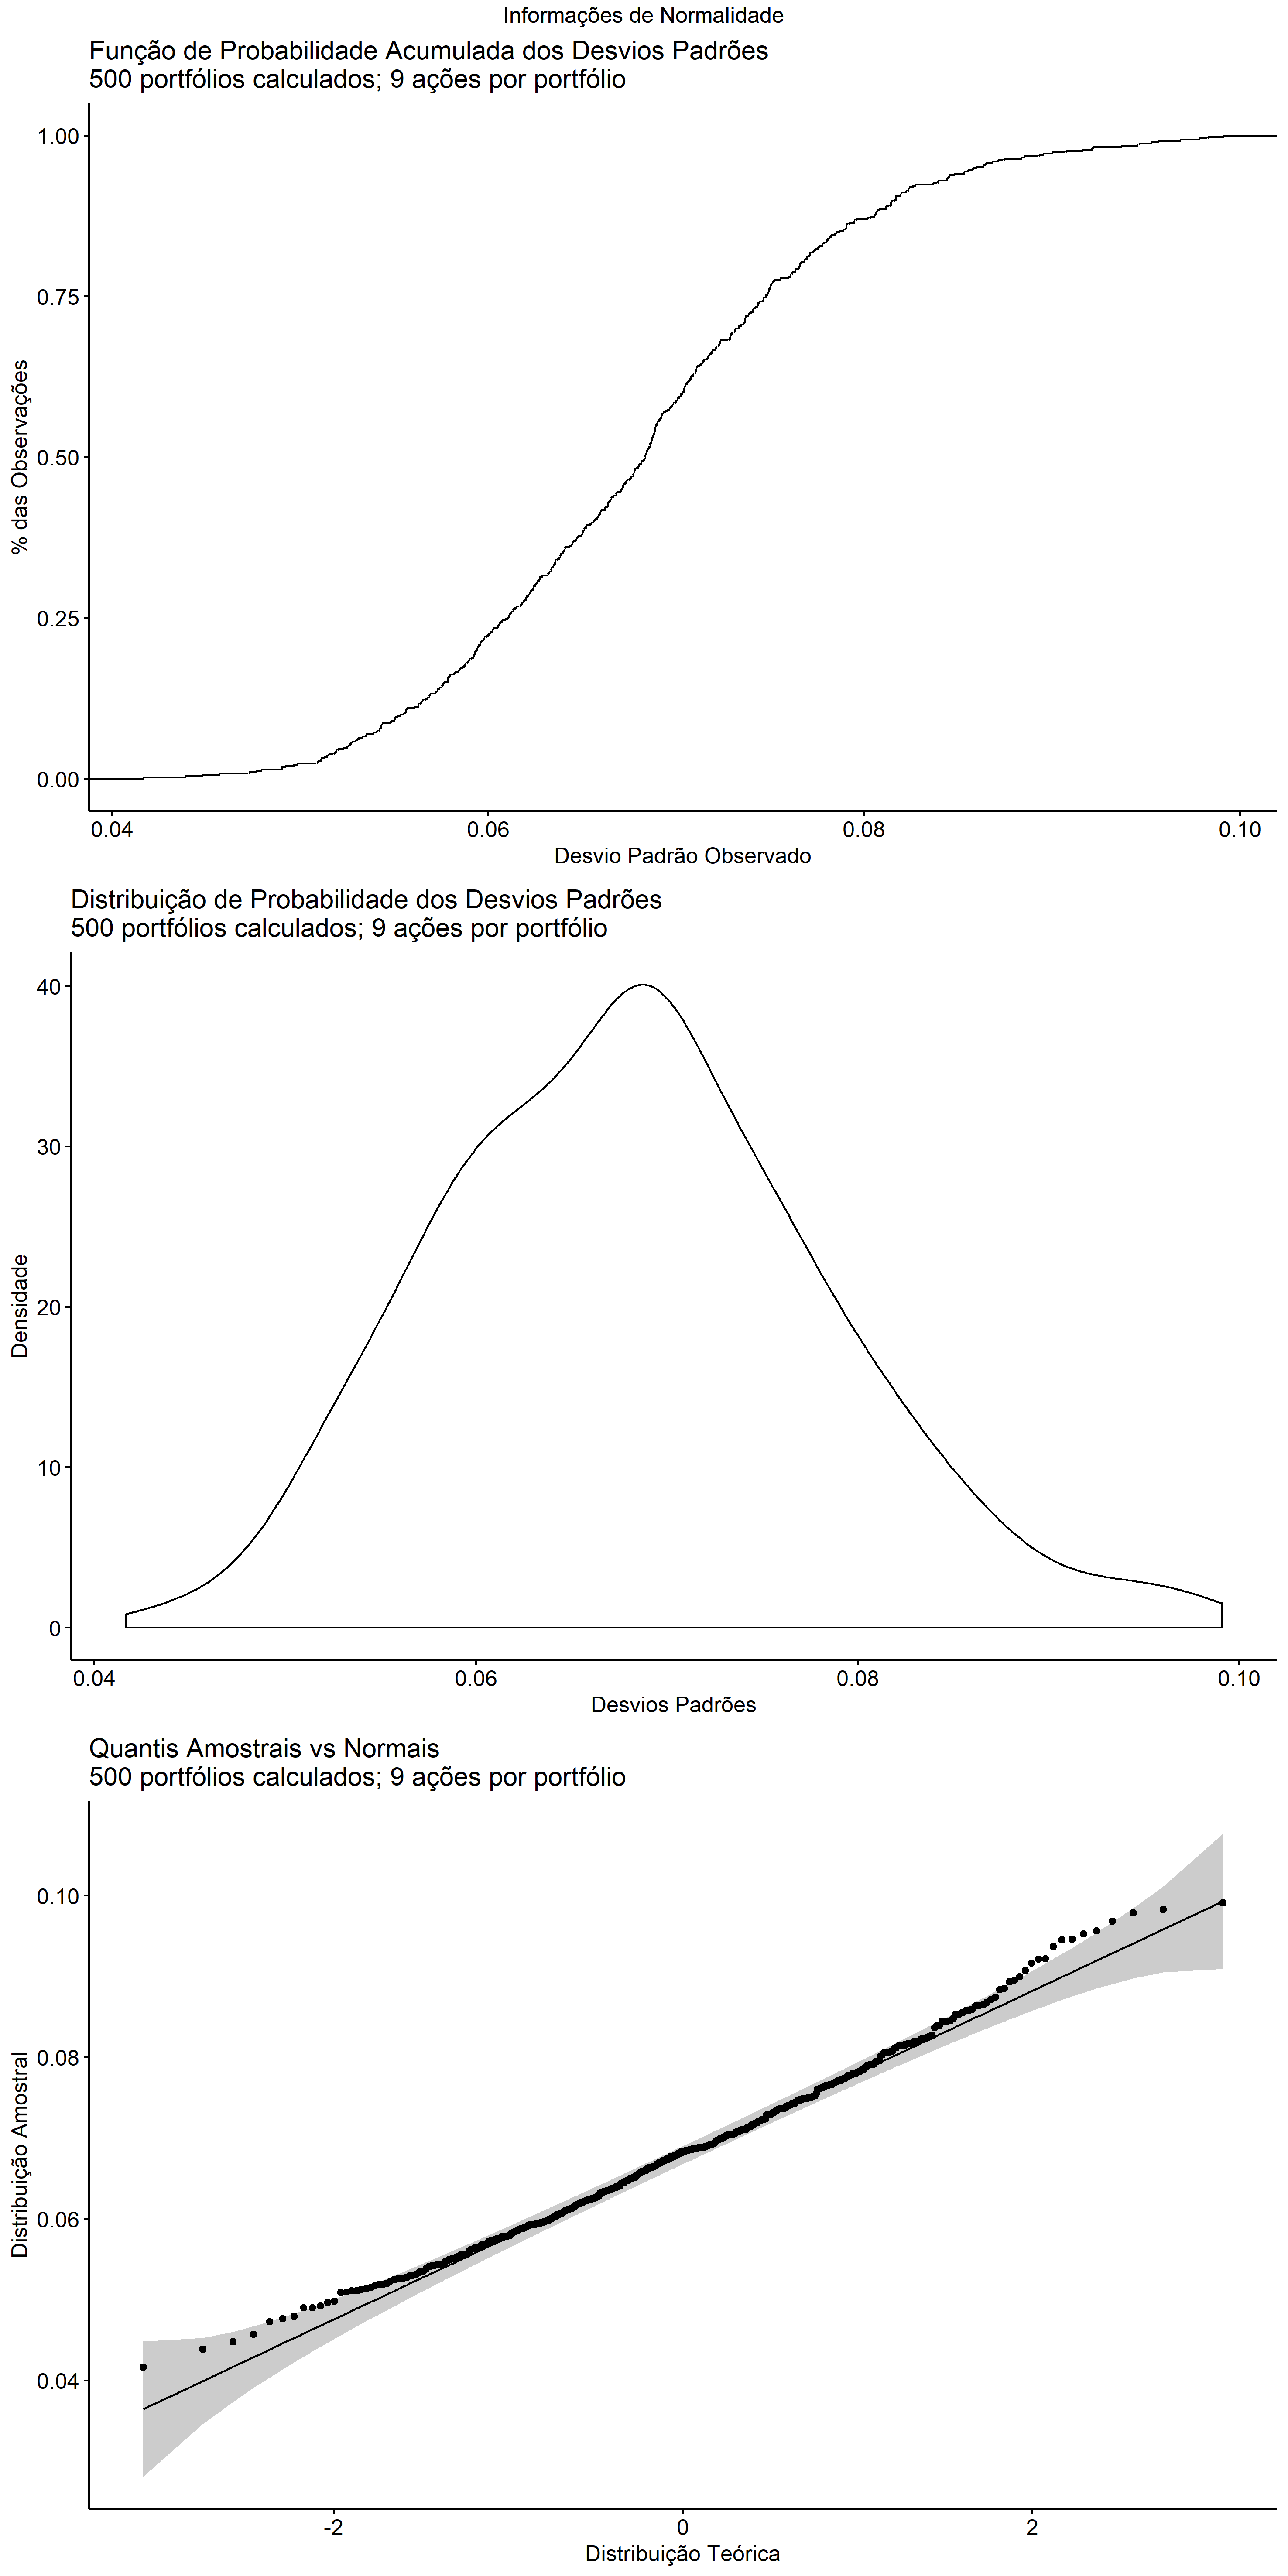 Informações de Normalidade
Função de Probabilidade Acumulada dos Desvios Padrões
500 portfólios calculados; 9 ações por portfólio
1.00
0.75
0.50
0.25
0.00
% das Observações
0.04 0.06 0.08 0.10
Desvio Padrão Observado
Distribuição de Probabilidade dos Desvios Padrões
500 portfólios calculados; 9 ações por portfólio
40
30
20
10
0
Densidade
0.04 0.06 0.08 0.10
Desvios Padrões
Quantis Amostrais vs Normais
500 portfólios calculados; 9 ações por portfólio
0.10
0.08
0.06
0.04
Distribuição Amostral
-2 0 2
Distribuição Teórica